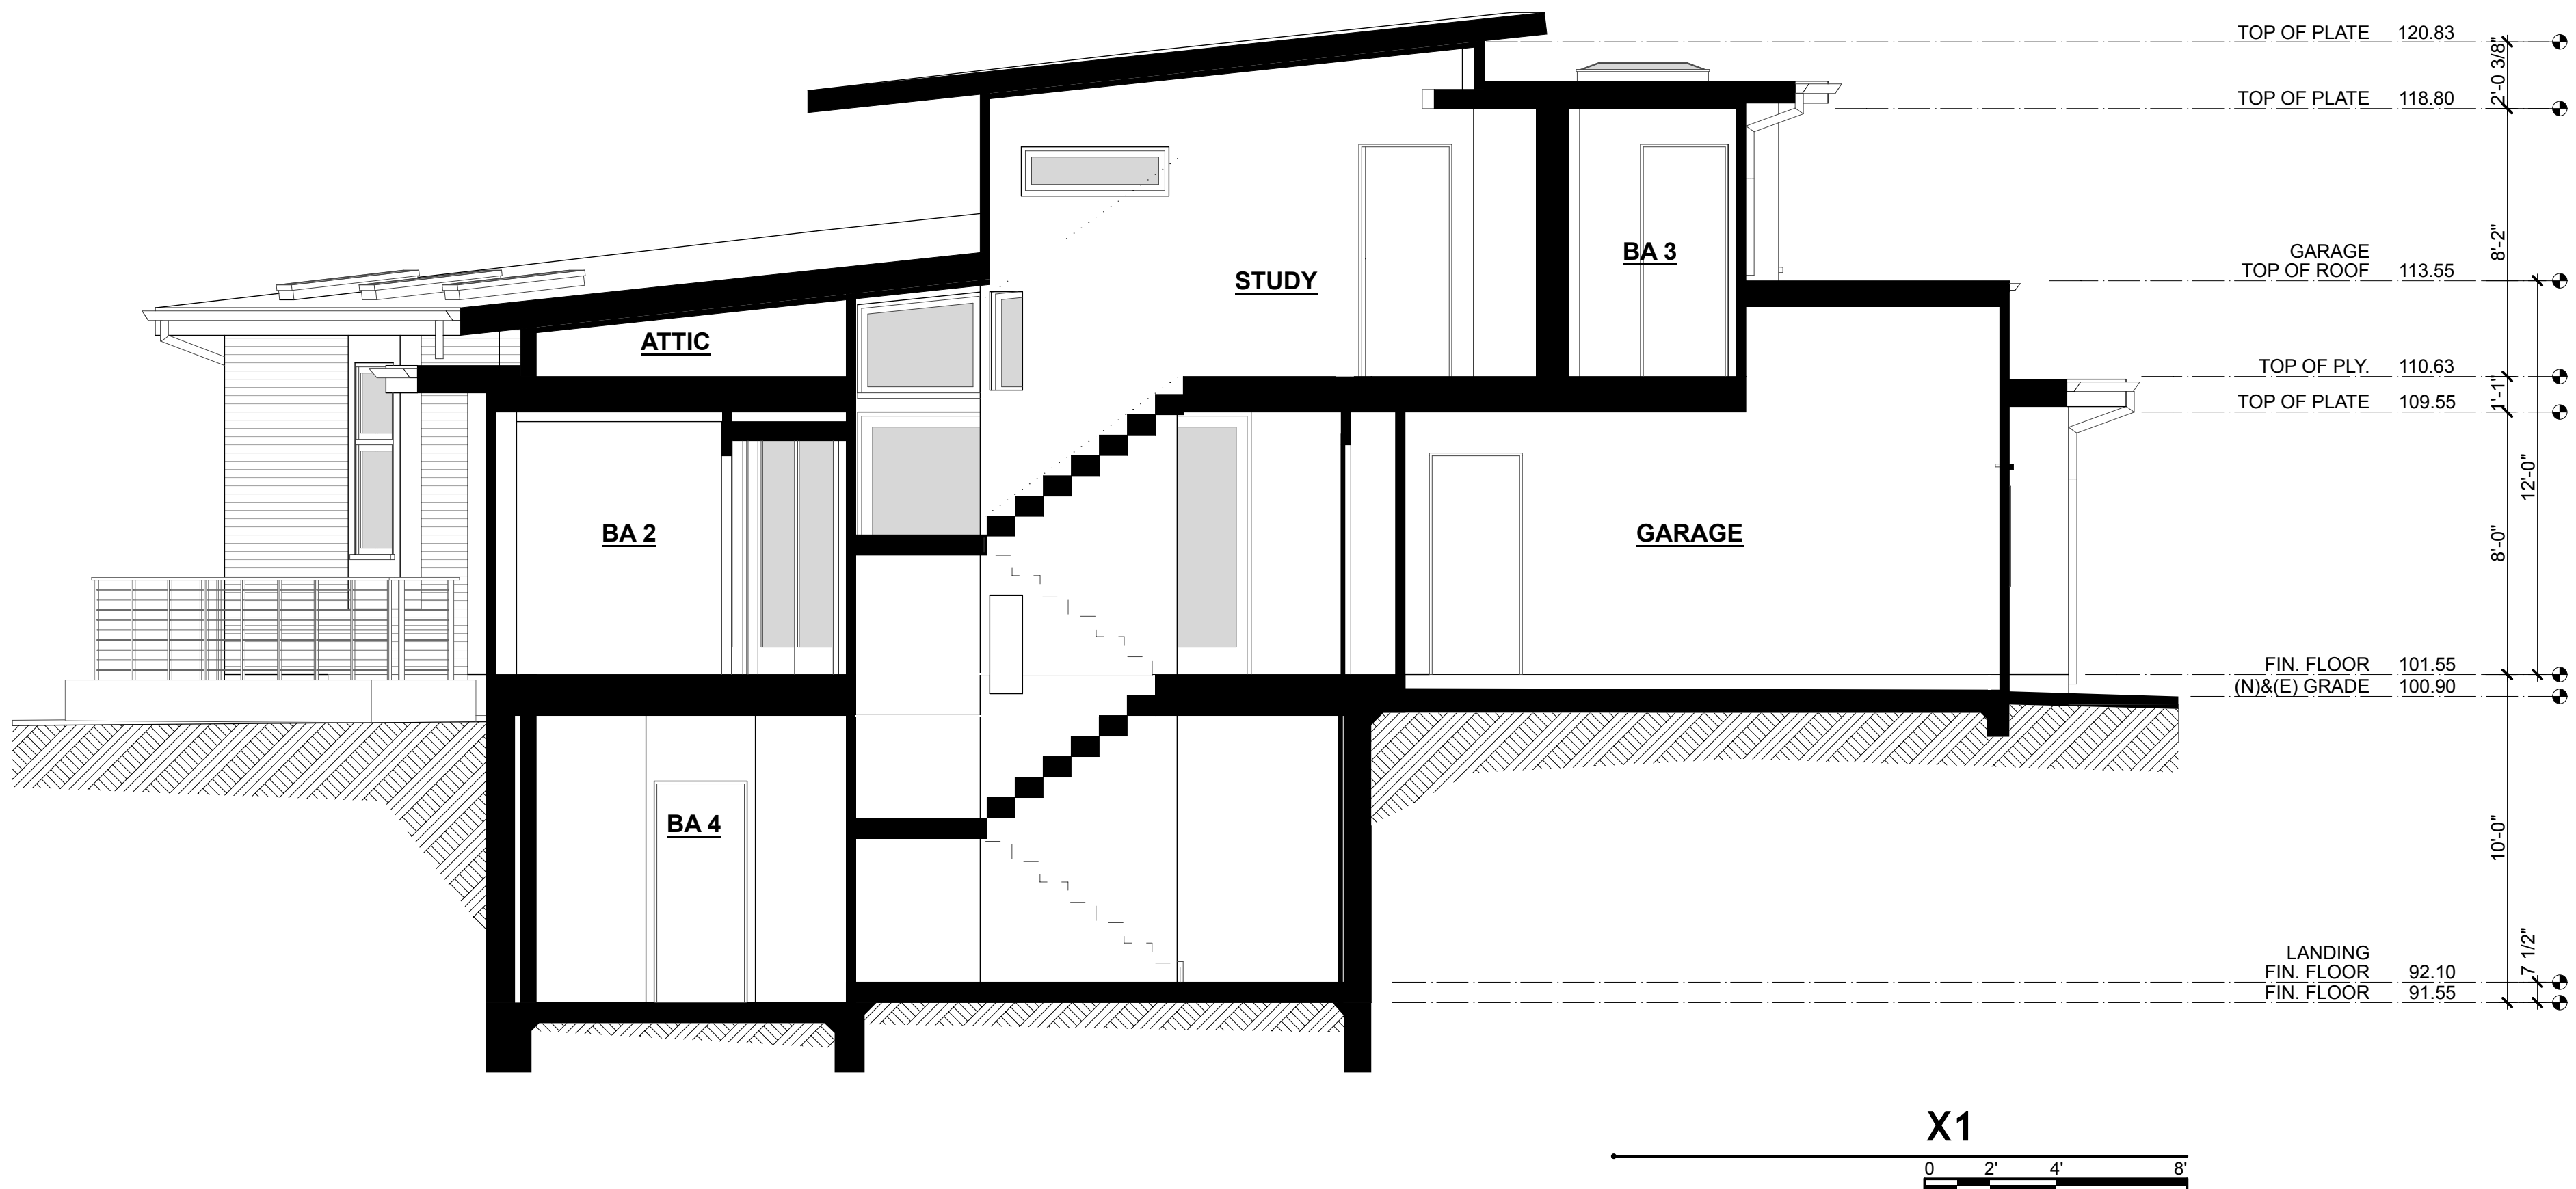 TOP OF PLATE 120.83
2'-0 3/8"
TOP OF PLATE 118.80
8'-2"
BA 3
STUDY
GARAGE
TOP OF ROOF 113.55
ATTIC
TOP OF PLY. 110.63
1'-1"
TOP OF PLATE 109.55
12'-0"
BA 2
GARAGE
8'-0"
FIN. FLOOR 101.55
(N)&(E) GRADE 100.90
BA 4
10'-0"
LANDING
FIN. FLOOR 92.10
7 1/2"
FIN. FLOOR 91.55
X1
0 2' 4' 8'